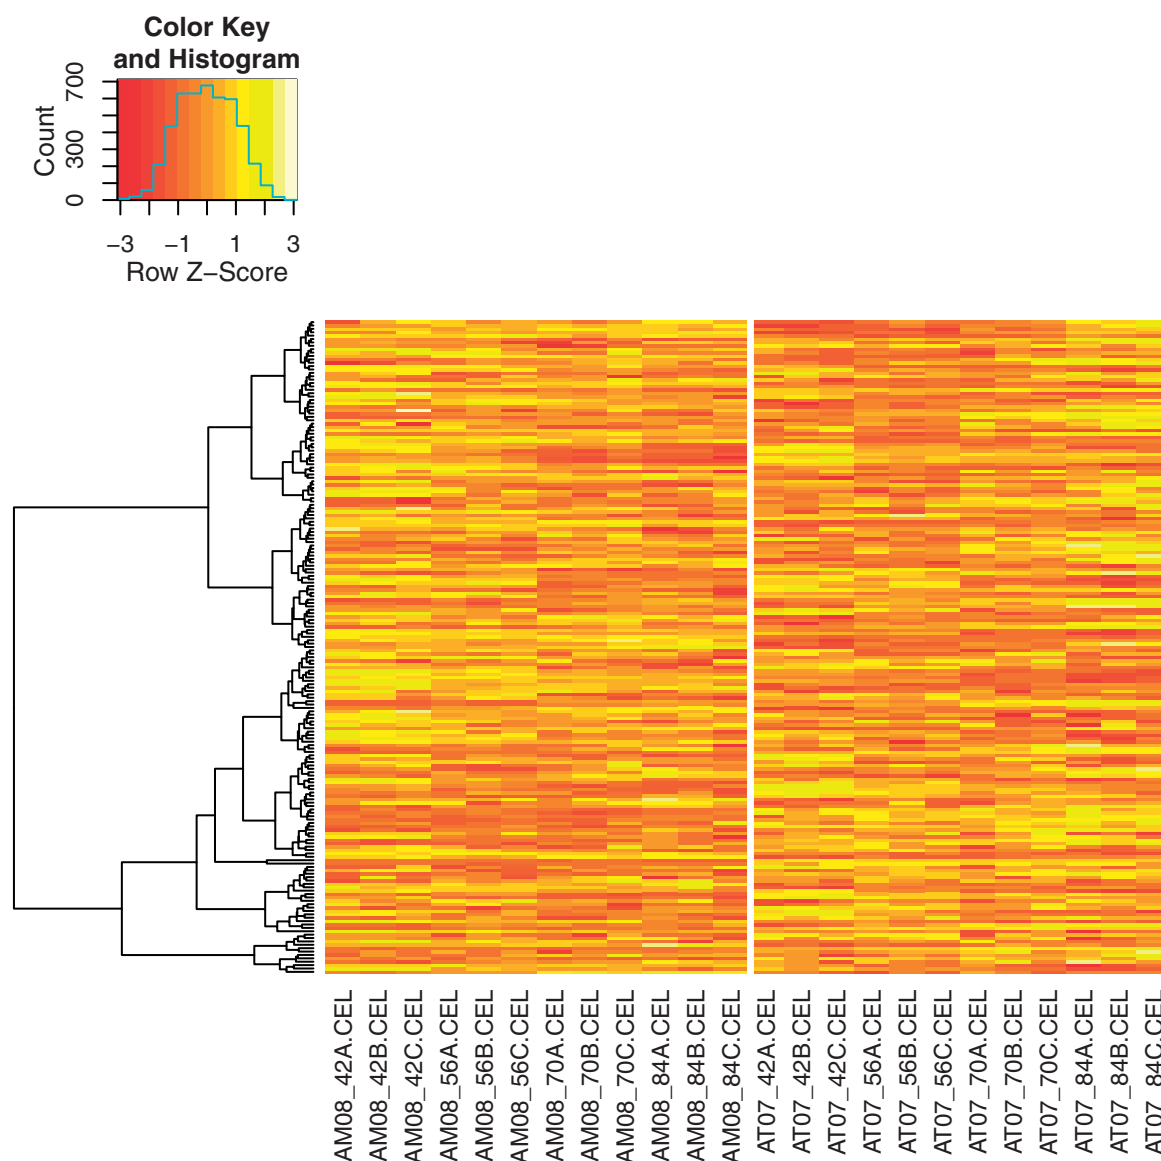 Color Key
and Histogram
Count
0 300 700
−3 −1 1 3
Row Z−Score
AM08_42A.CEL
AM08_42B.CEL
AM08_42C.CEL
AM08_56A.CEL
AM08_56B.CEL
AM08_56C.CEL
AM08_70A.CEL
AM08_70B.CEL
AM08_70C.CEL
AM08_84A.CEL
AM08_84B.CEL
AM08_84C.CEL
AT07_42A.CEL
AT07_42B.CEL
AT07_42C.CEL
AT07_56A.CEL
AT07_56B.CEL
AT07_56C.CEL
AT07_70A.CEL
AT07_70B.CEL
AT07_70C.CEL
AT07_84A.CEL
AT07_84B.CEL
AT07_84C.CEL